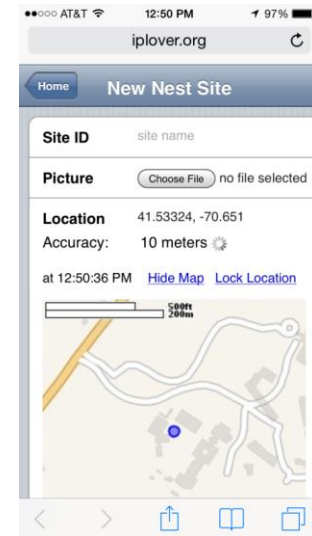 AT&T 12:50 PM 97%
iplover.org
Home New Nest Site
Site ID site name
Picture Choose File no file selected
Location 41.53324, -70.651
Accuracy: 10 meters
at 12:50:36 PM Hide Map Lock Location
500ft
200m